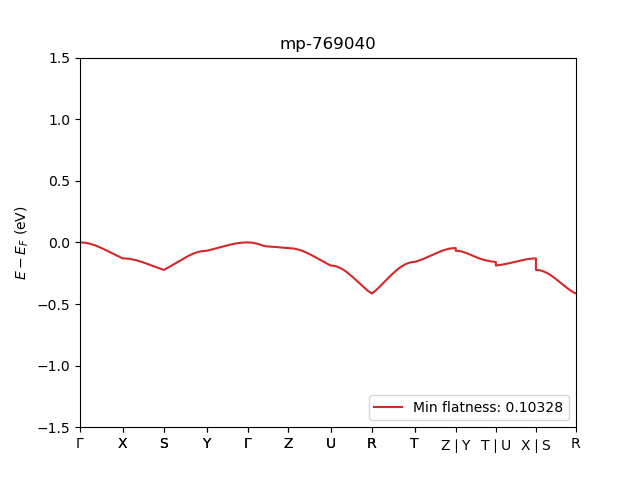 mp-769040
E − E_F (eV)
1.5
1.0
0.5
0.0
−0.5
−1.0
−1.5
Min flatness: 0.10328
Γ X S Y Γ Z U R T Z | Y T | U X | S R